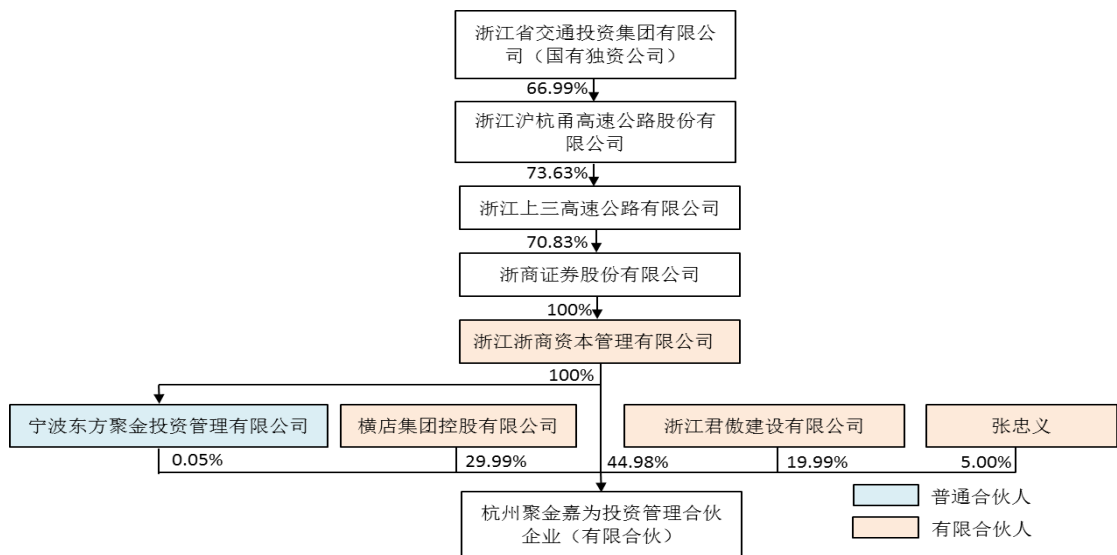 浙江省交通投资集团有限公
司（国有独资公司）
66.99%
浙江沪杭甬高速公路股份有
限公司
73.63%
浙江上三高速公路有限公司
70.83%
浙商证券股份有限公司
100%
浙江浙商资本管理有限公司
100%
宁波东方聚金投资管理有限公司
横店集团控股有限公司
浙江君傲建设有限公司
张忠义
0.05%
29.99%
44.98%
19.99%
5.00%
杭州聚金嘉为投资管理合伙
企业（有限合伙）
普通合伙人
有限合伙人